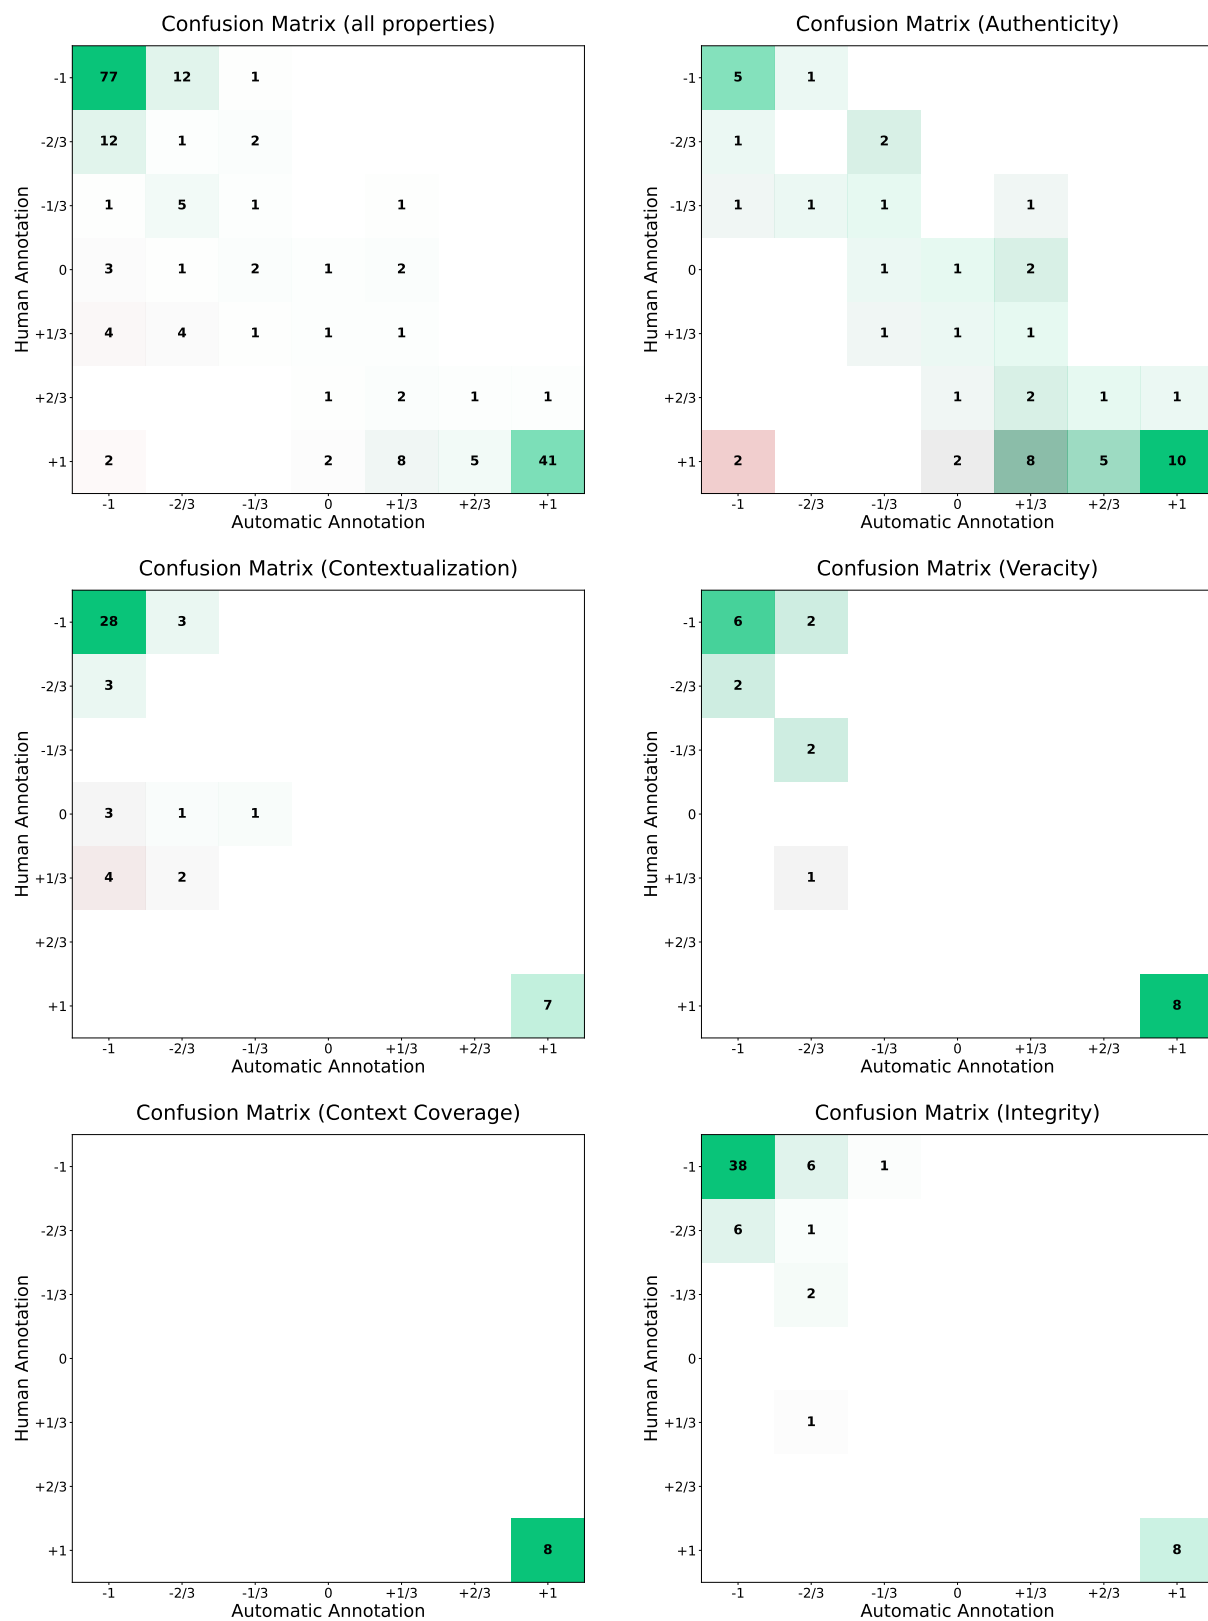 Confusion Matrix (all properties)
Human Annotation
-1 77 12 1
-2/3 12 1 2
-1/3 1 5 1 1
0 3 1 2 1 2
+1/3 4 4 1 1 1
+2/3 1 2 1 1
+1 2 2 8 5 41
-1 -2/3 -1/3 0 +1/3 +2/3 +1
Automatic Annotation
Confusion Matrix (Authenticity)
Human Annotation
-1 5 1
-2/3 1 2
-1/3 1 1 1 1
0 1 1 2
+1/3 1 1 1
+2/3 1 2 1 1
+1 2 2 8 5 10
-1 -2/3 -1/3 0 +1/3 +2/3 +1
Automatic Annotation
Confusion Matrix (Contextualization)
Human Annotation
-1 28 3
-2/3 3
-1/3
0 3 1 1
+1/3 4 2
+2/3
+1 7
-1 -2/3 -1/3 0 +1/3 +2/3 +1
Automatic Annotation
Confusion Matrix (Veracity)
Human Annotation
-1 6 2
-2/3 2
-1/3 2
0
+1/3 1
+2/3
+1 8
-1 -2/3 -1/3 0 +1/3 +2/3 +1
Automatic Annotation
Confusion Matrix (Context Coverage)
Human Annotation
-1
-2/3
-1/3
0
+1/3
+2/3
+1 8
-1 -2/3 -1/3 0 +1/3 +2/3 +1
Automatic Annotation
Confusion Matrix (Integrity)
Human Annotation
-1 38 6 1
-2/3 6 1
-1/3 2
0
+1/3 1
+2/3
+1 8
-1 -2/3 -1/3 0 +1/3 +2/3 +1
Automatic Annotation